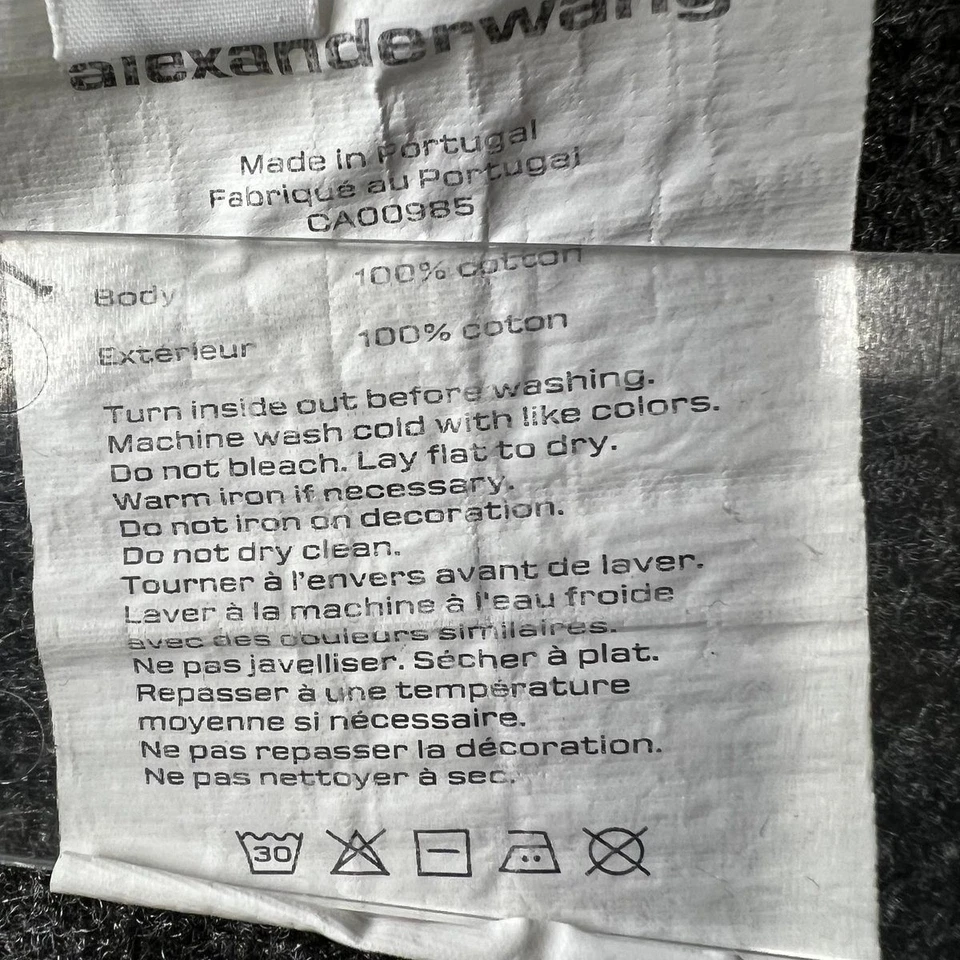 alexanderwang
Made in Portugal
Fabriqué au Portugal
CA00985
Body 100% cotton
Extérieur 100% coton
Turn inside out before washing.
Machine wash cold with like colors.
Do not bleach. Lay flat to dry.
Warm iron if necessary.
Do not iron on decoration.
Do not dry clean.
Tourner à l'envers avant de laver.
Laver à la machine à l'eau froide
avec des couleurs similaires.
Ne pas javelliser. Sécher à plat.
Repasser à une température
moyenne si nécessaire.
Ne pas repasser la décoration.
Ne pas nettoyer à sec.
30